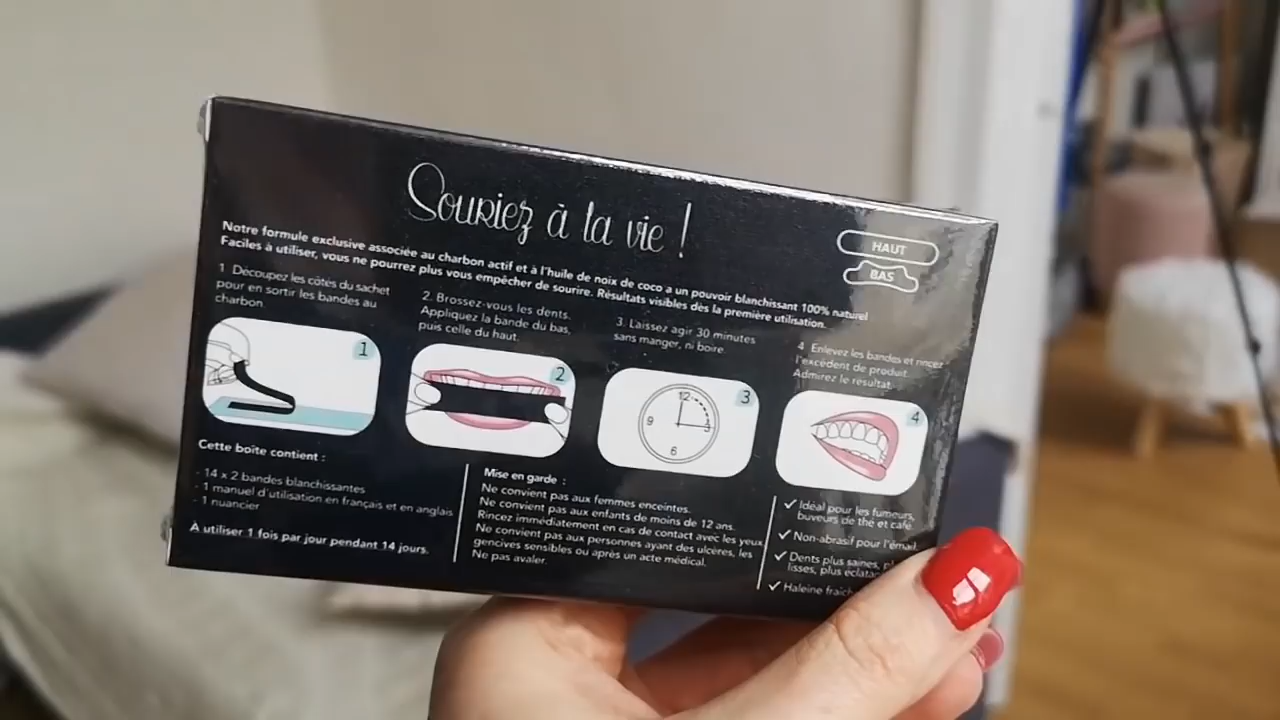 Souriez à la vie !
HAUT
BAS
Notre formule exclusive associée au charbon actif et à l'huile de noix de coco a un pouvoir blanchissant 100% naturel
Faciles à utiliser, vous ne pourrez plus vous empêcher de sourire. Résultats visibles dès la première utilisation.
1 Découpez les côtés du sachet
pour en sortir les bandes au
charbon.
1
2. Brossez-vous les dents.
Appliquez la bande du bas,
puis celle du haut.
2
3. Laissez agir 30 minutes
sans manger, ni boire.
12
3
6
9
3
4 Enlevez les bandes et rincez
l'excédent de produit.
Admirez le résultat.
4
Cette boîte contient :
- 14 x 2 bandes blanchissantes
- 1 manuel d'utilisation en français et en anglais
- 1 nuancier
À utiliser 1 fois par jour pendant 14 jours.
Mise en garde :
Ne convient pas aux femmes enceintes.
Ne convient pas aux enfants de moins de 12 ans.
Rincez immédiatement en cas de contact avec les yeux
Ne convient pas aux personnes ayant des ulcères, les
gencives sensibles ou après un acte médical.
Ne pas avaler.
✓ Idéal pour les fumeurs,
buveurs de thé et café.
✓ Non-abrasif pour l'émail.
✓ Dents plus saines,
lisses, plus
✓ Haleine